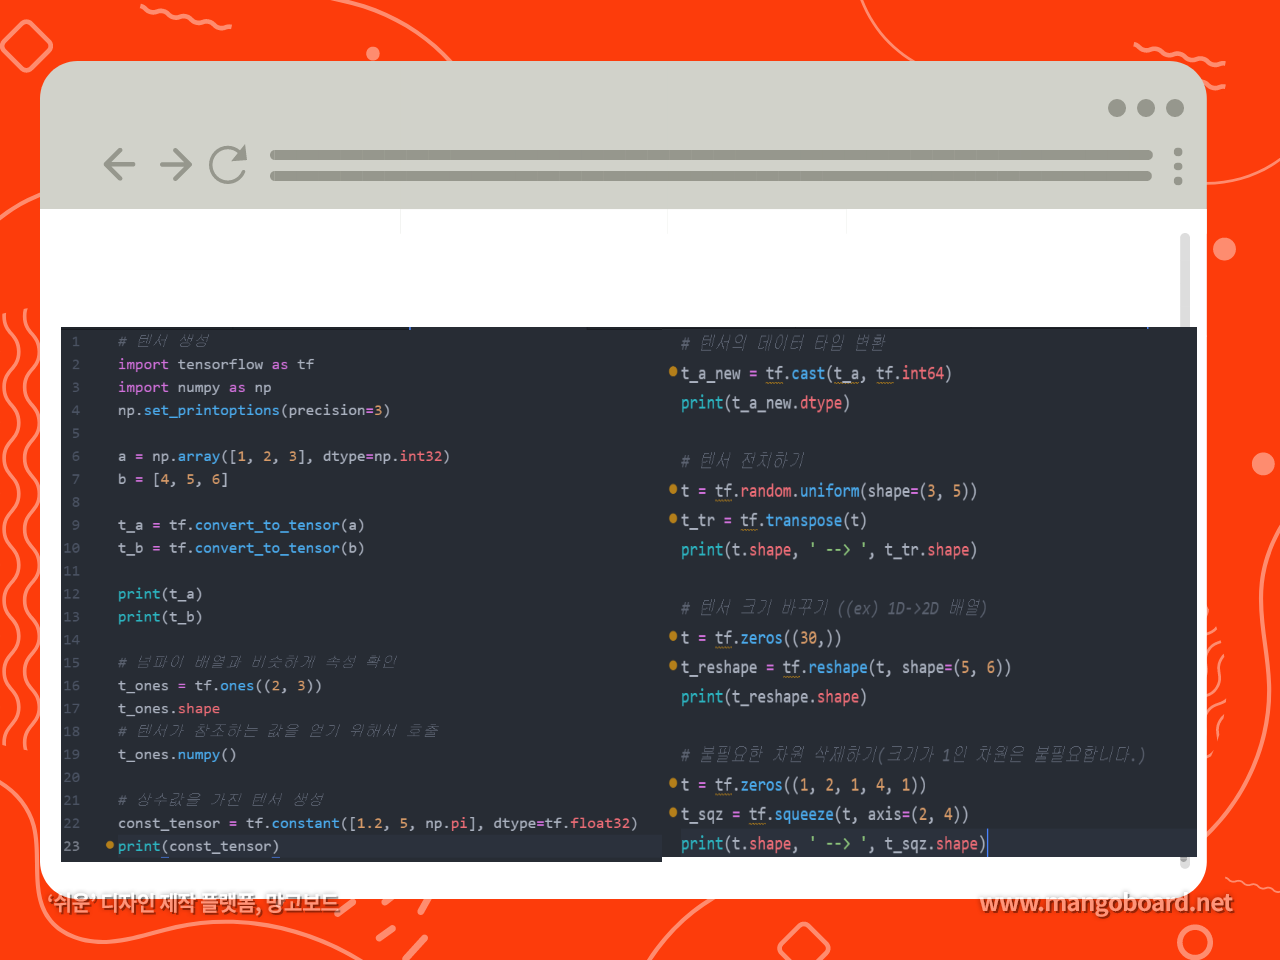 1 # 텐서 생성
2 import tensorflow as tf
3 import numpy as np
4 np.set_printoptions(precision=3)
5
6 a = np.array([1, 2, 3], dtype=np.int32)
7 b = [4, 5, 6]
8
9 t_a = tf.convert_to_tensor(a)
10 t_b = tf.convert_to_tensor(b)
11
12 print(t_a)
13 print(t_b)
14
15 # 넘파이 배열과 비슷하게 속성 확인
16 t_ones = tf.ones((2, 3))
17 t_ones.shape
18 # 텐서가 참조하는 값을 얻기 위해서 호출
19 t_ones.numpy()
20
21 # 상수값을 가진 텐서 생성
22 const_tensor = tf.constant([1.2, 5, np.pi], dtype=tf.float32)
23 print(const_tensor)
# 텐서의 데이터 타입 변환
t_a_new = tf.cast(t_a, tf.int64)
print(t_a_new.dtype)
# 텐서 전치하기
t = tf.random.uniform(shape=(3, 5))
t_tr = tf.transpose(t)
print(t.shape, ' --> ', t_tr.shape)
# 텐서 크기 바꾸기 ((ex) 1D->2D 배열)
t = tf.zeros((30,))
t_reshape = tf.reshape(t, shape=(5, 6))
print(t_reshape.shape)
# 불필요한 차원 삭제하기(크기가 1인 차원은 불필요합니다.)
t = tf.zeros((1, 2, 1, 4, 1))
t_sqz = tf.squeeze(t, axis=(2, 4))
print(t.shape, ' --> ', t_sqz.shape)
'쉬운' 디자인 제작 플랫폼, 망고보드
www.mangoboard.net